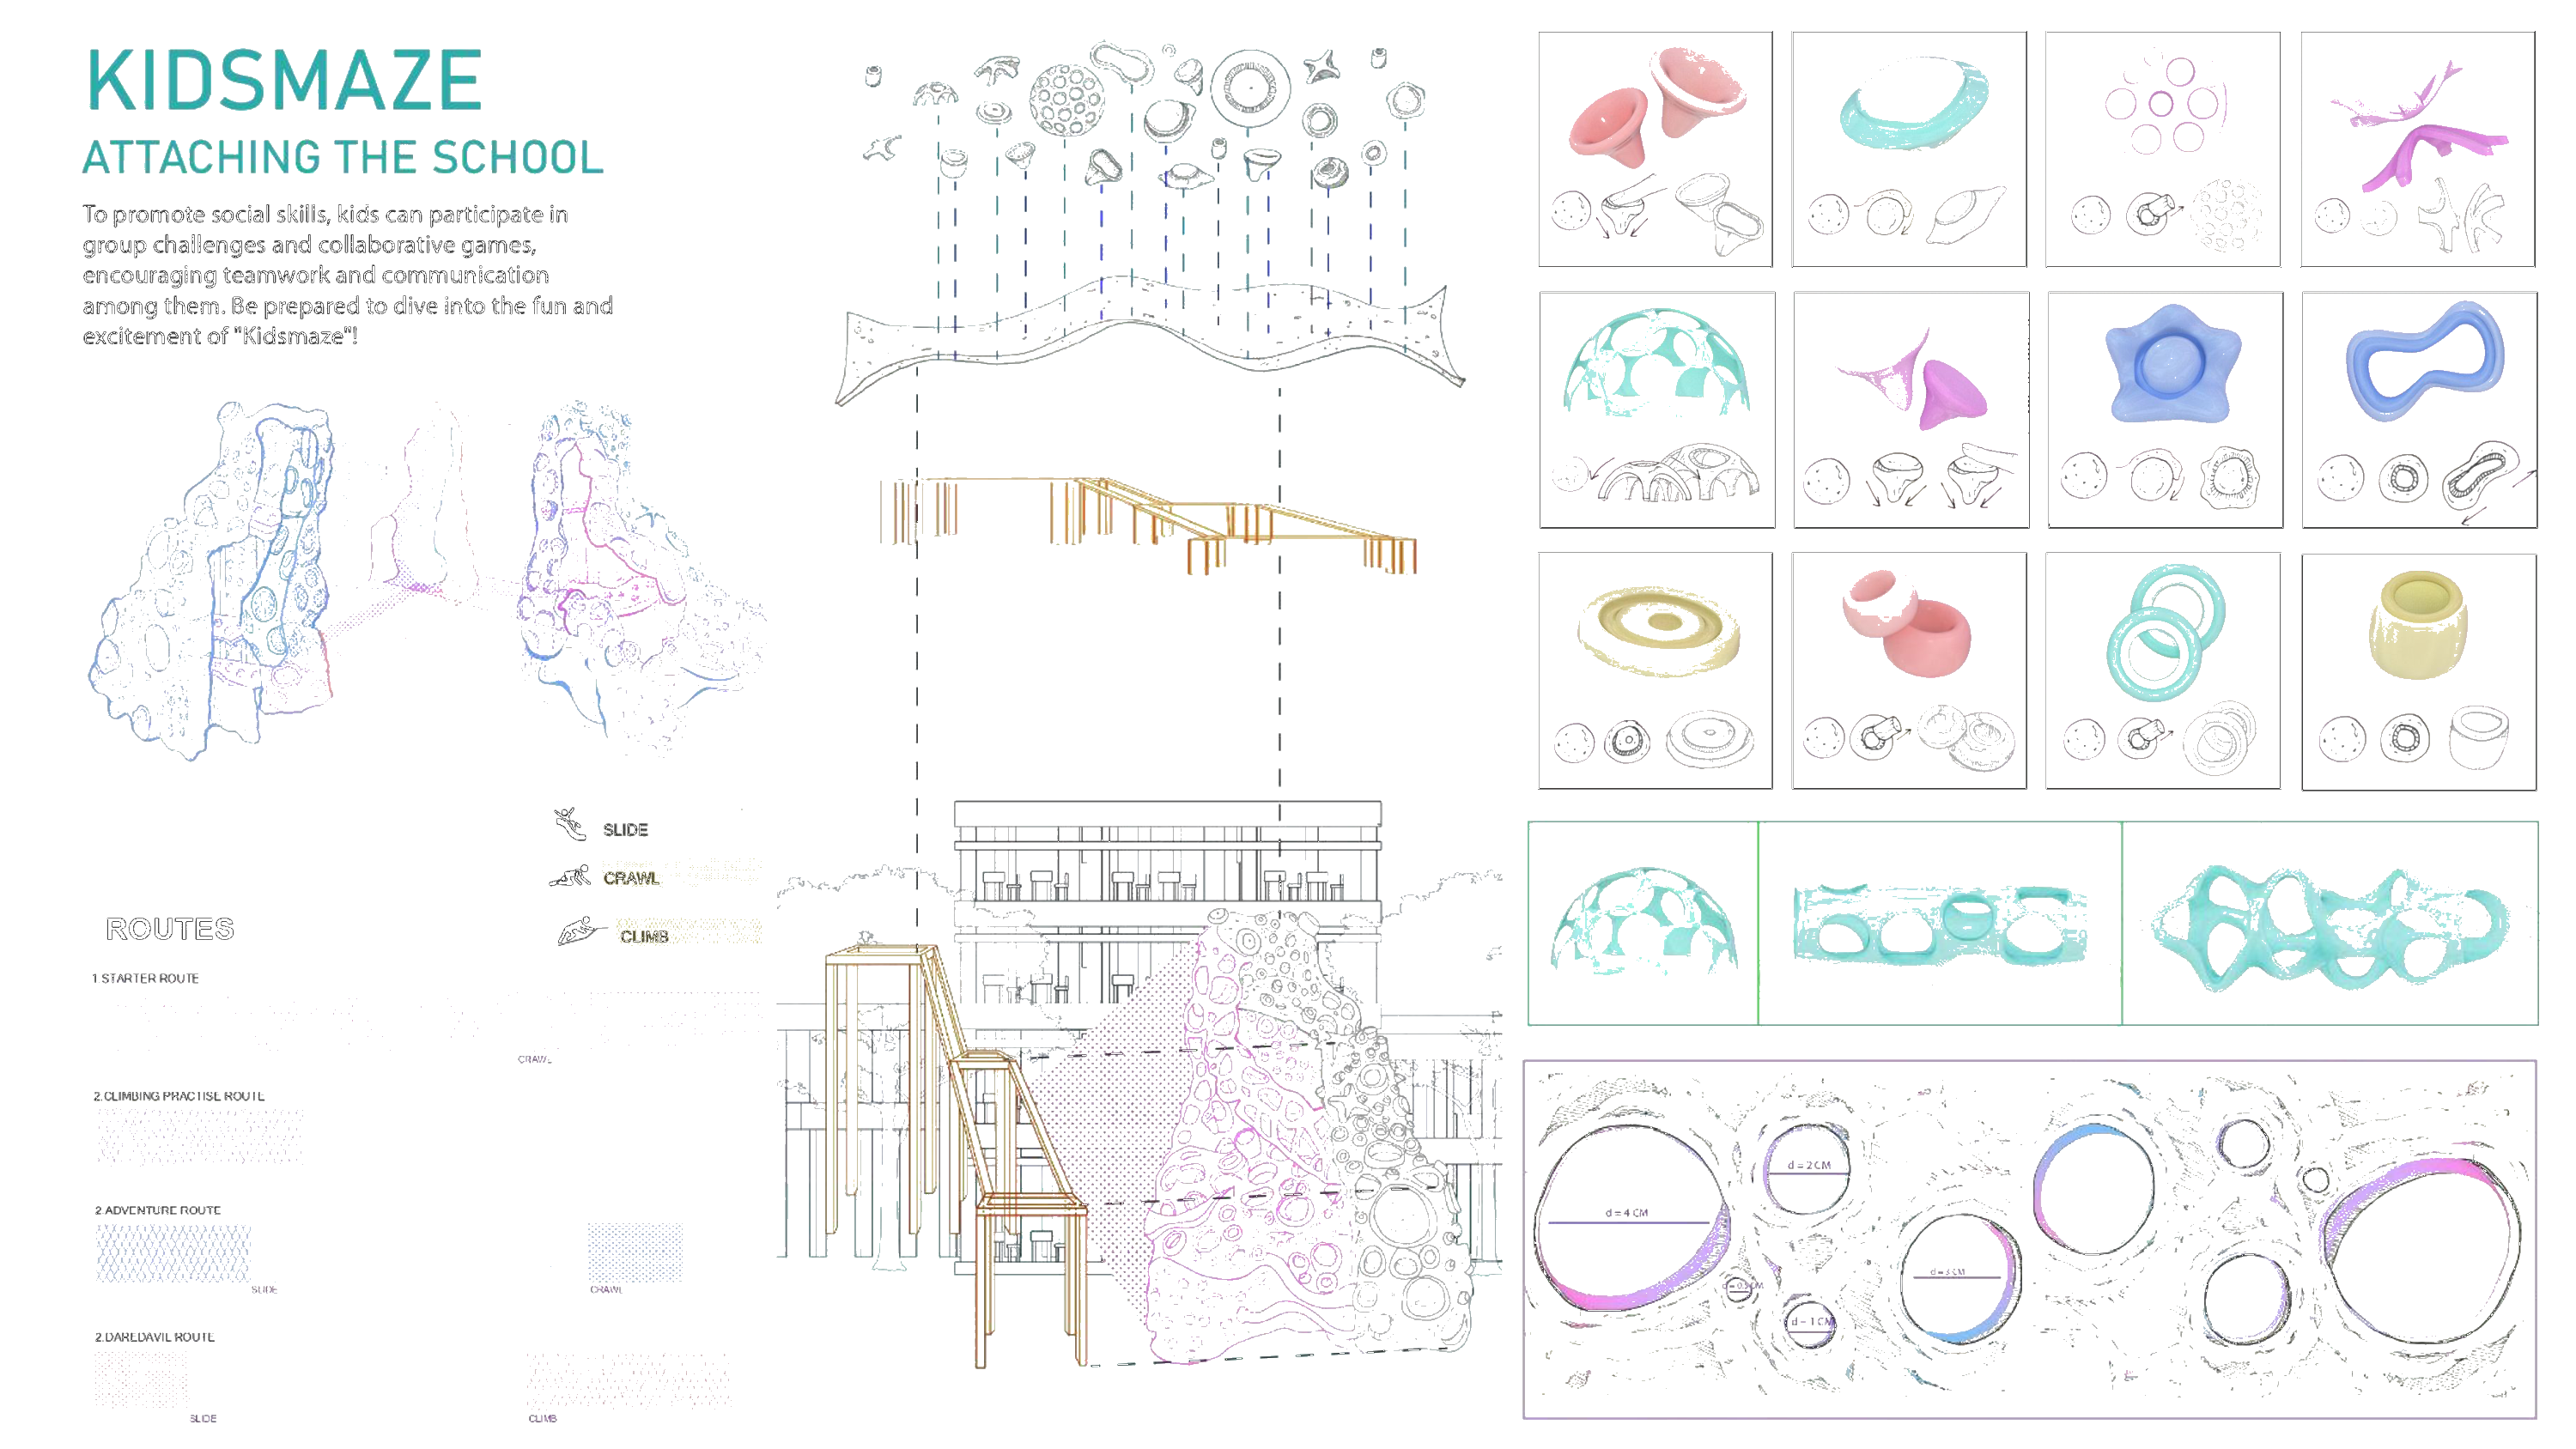 KIDSMAZE
ATTACHING THE SCHOOL
To promote social skills, kids can participate in
group challenges and collaborative games,
encouraging teamwork and communication
among them. Be prepared to dive into the fun and
excitement of "Kidsmaze"!
SLIDE
CRAWL
CLIMB
ROUTES
1 STARTER ROUTE
CRAWL
2.CLIMBING PRACTISE ROUTE
2.ADVENTURE ROUTE
SLIDE
CRAWL
2.DAREDAVIL ROUTE
SLIDE
CLIMB
d = 4 CM
d = 2 CM
d = 0.5 CM
d = 1 CM
d = 3 CM